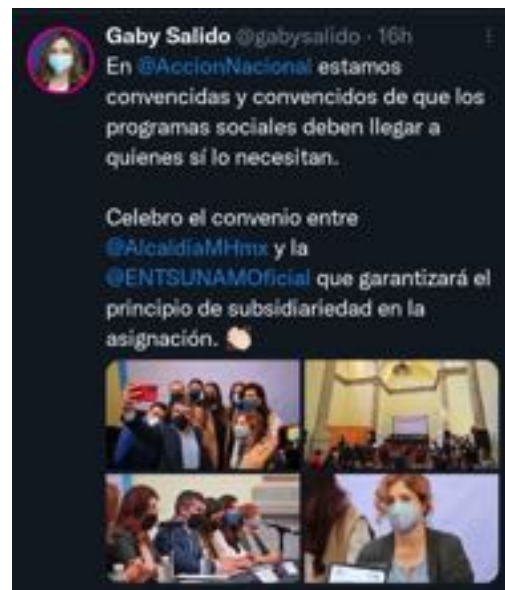 Gaby Salido @gabysalido · 16h
En @AccionNacional estamos
convencidas y convencidos de que los
programas sociales deben llegar a
quienes sí lo necesitan.
Celebro el convenio entre
@AlcaldiaMHmx y la
@ENTSUNAMOficial que garantizará el
principio de subsidiariedad en la
asignación. 👏🏻